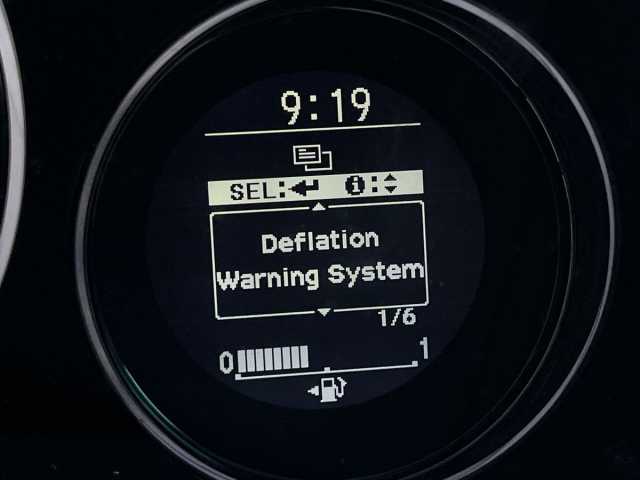 9:19
SEL: i:
Deflation
Warning System
1/6
0 1